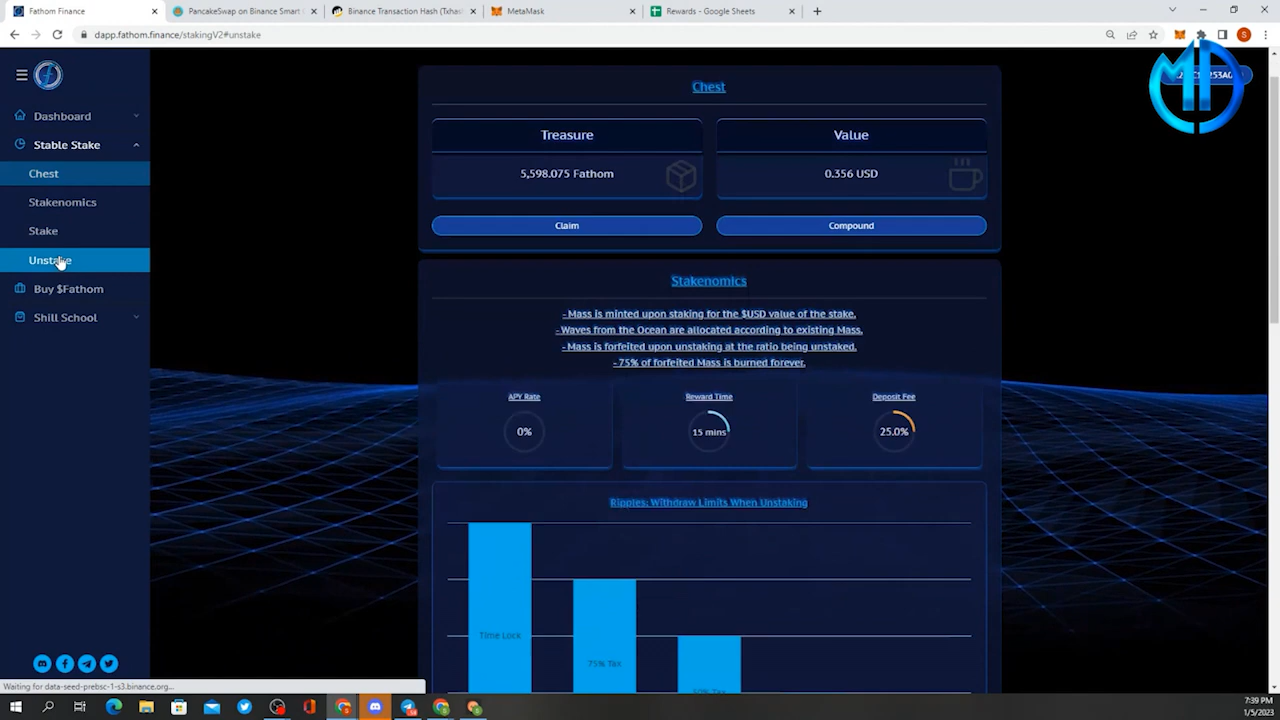 Fathom Finance
PancakeSwap on Binance Smart
Binance Transaction Hash (Txhas
MetaMask
Rewards - Google Sheets
dapp.fathom.finance/stakingV2#unstake
S
Dashboard
Stable Stake
Chest
Stakenomics
Stake
Unstake
Buy $Fathom
Shill School
Chest
Treasure
Value
5,598.075 Fathom
0.356 USD
Claim
Compound
Stakenomics
- Mass is minted upon staking for the $USD value of the stake.
- Waves from the Ocean are allocated according to existing Mass.
- Mass is forfeited upon unstaking at the ratio being unstaked.
- 75% of forfeited Mass is burned forever.
APY Rate
Reward Time
Deposit Fee
0%
15 mins
25.0%
Ripples: Withdraw Limits When Unstaking
Time Lock
75% Tax
50% Tax
Waiting for data-seed-prebsc-1-s3.binance.org...
7:39 PM
1/5/2023